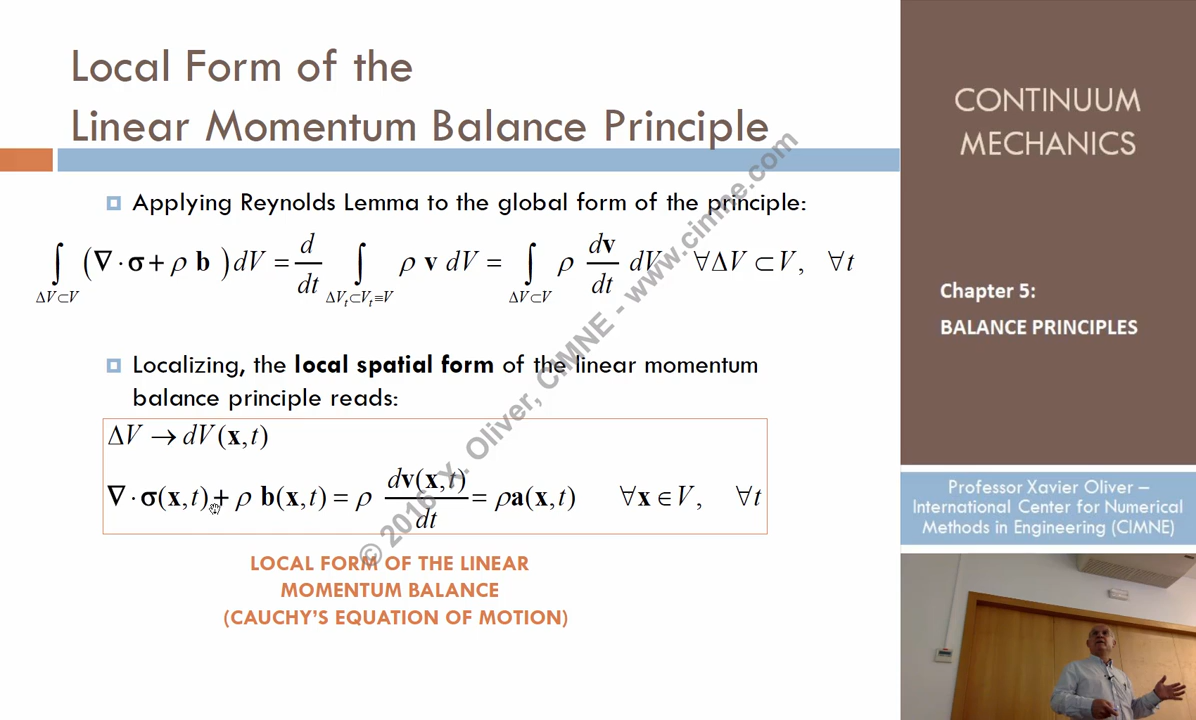 Local Form of the
Linear Momentum Balance Principle
Applying Reynolds Lemma to the global form of the principle:
∫_{ΔV⊂V} (∇·σ + ρ b) dV = d/dt ∫_{ΔV_t⊂V_t≡V} ρ v dV = ∫_{ΔV⊂V} ρ dv/dt dV ∀ΔV ⊂ V, ∀t
Localizing, the local spatial form of the linear momentum
balance principle reads:
ΔV → dV(x,t)
∇·σ(x,t) + ρ b(x,t) = ρ dv(x,t)/dt = ρa(x,t) ∀x ∈ V, ∀t
LOCAL FORM OF THE LINEAR
MOMENTUM BALANCE
(CAUCHY'S EQUATION OF MOTION)
© 2016 X. Oliver, CIMNE - www.cimne.com
CONTINUUM
MECHANICS
Chapter 5:
BALANCE PRINCIPLES
Professor Xavier Oliver –
International Center for Numerical
Methods in Engineering (CIMNE)